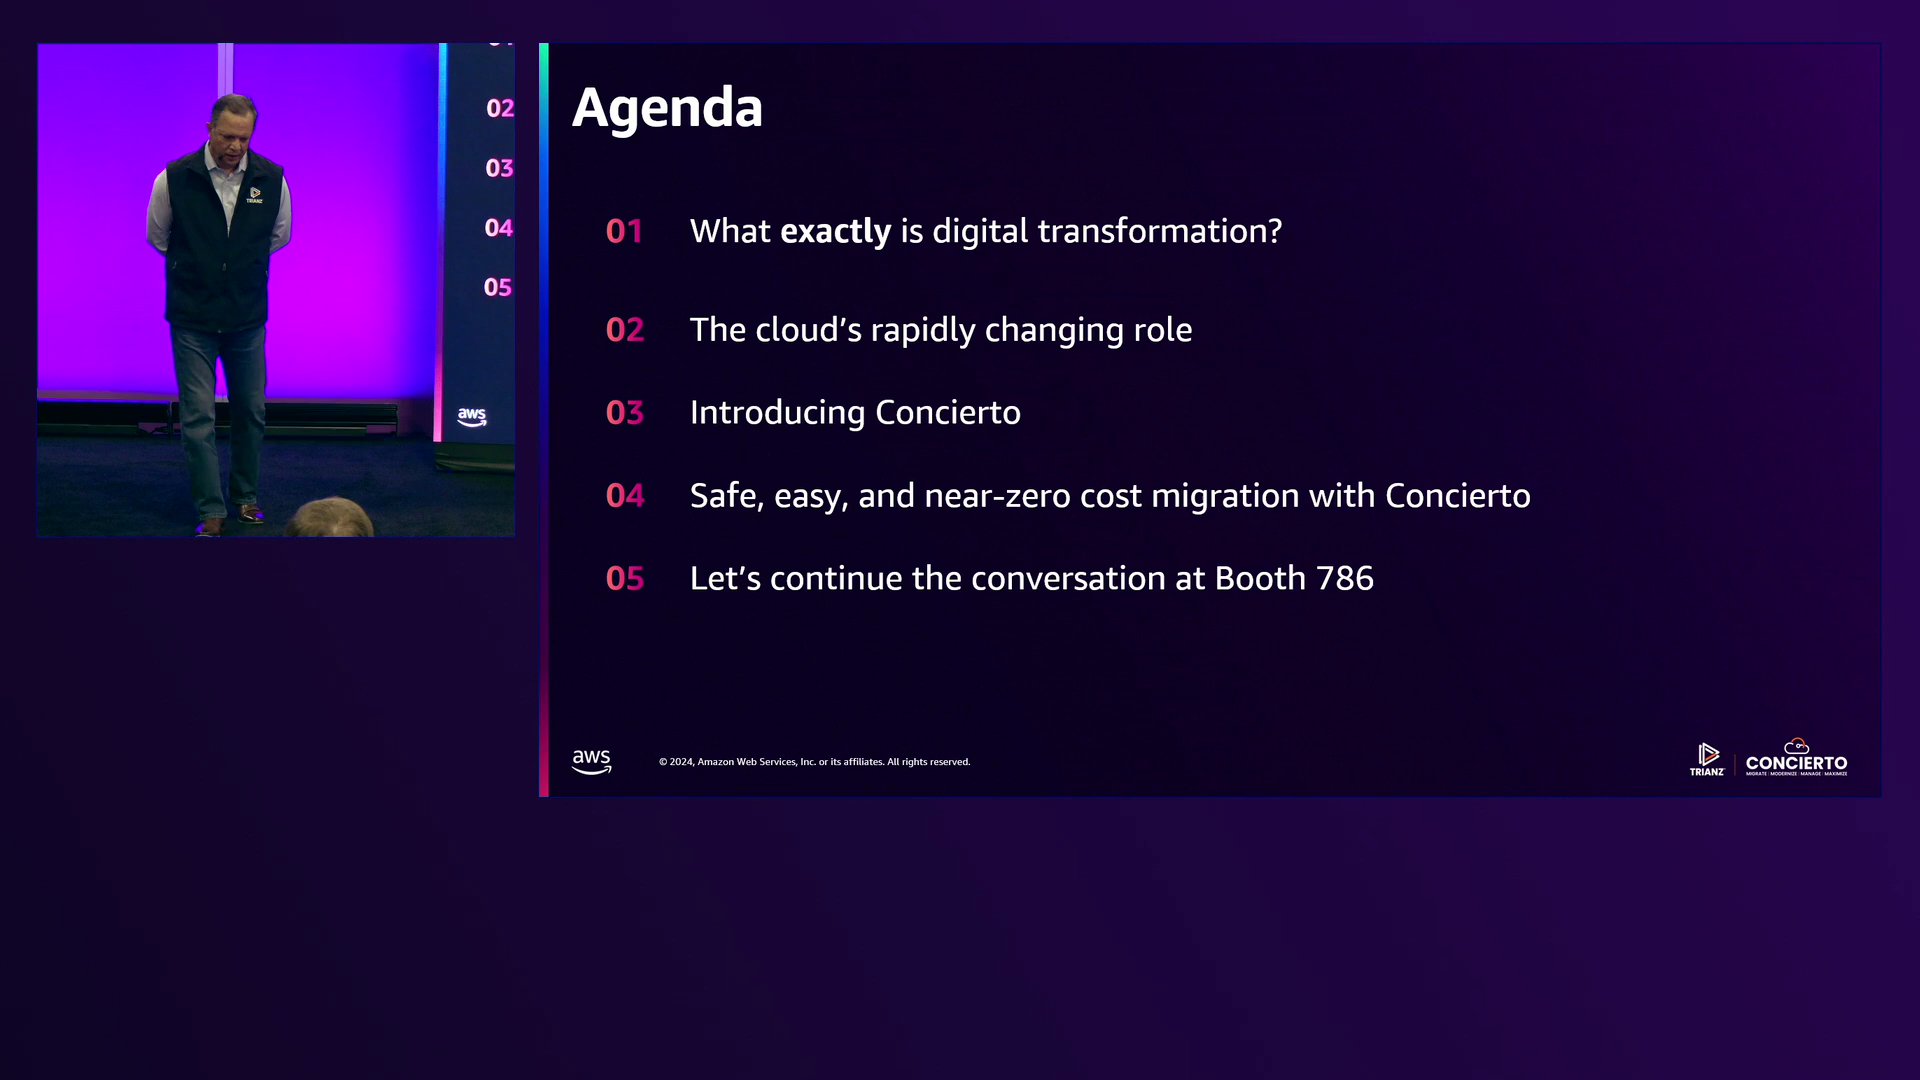 02
03
04
05
aws
TRIANZ
Agenda
01 What exactly is digital transformation?
02 The cloud’s rapidly changing role
03 Introducing Concierto
04 Safe, easy, and near-zero cost migration with Concierto
05 Let’s continue the conversation at Booth 786
aws
© 2024, Amazon Web Services, Inc. or its affiliates. All rights reserved.
TRIANZ
CONCIERTO
MIGRATE MODERNIZE MANAGE MAXIMIZE